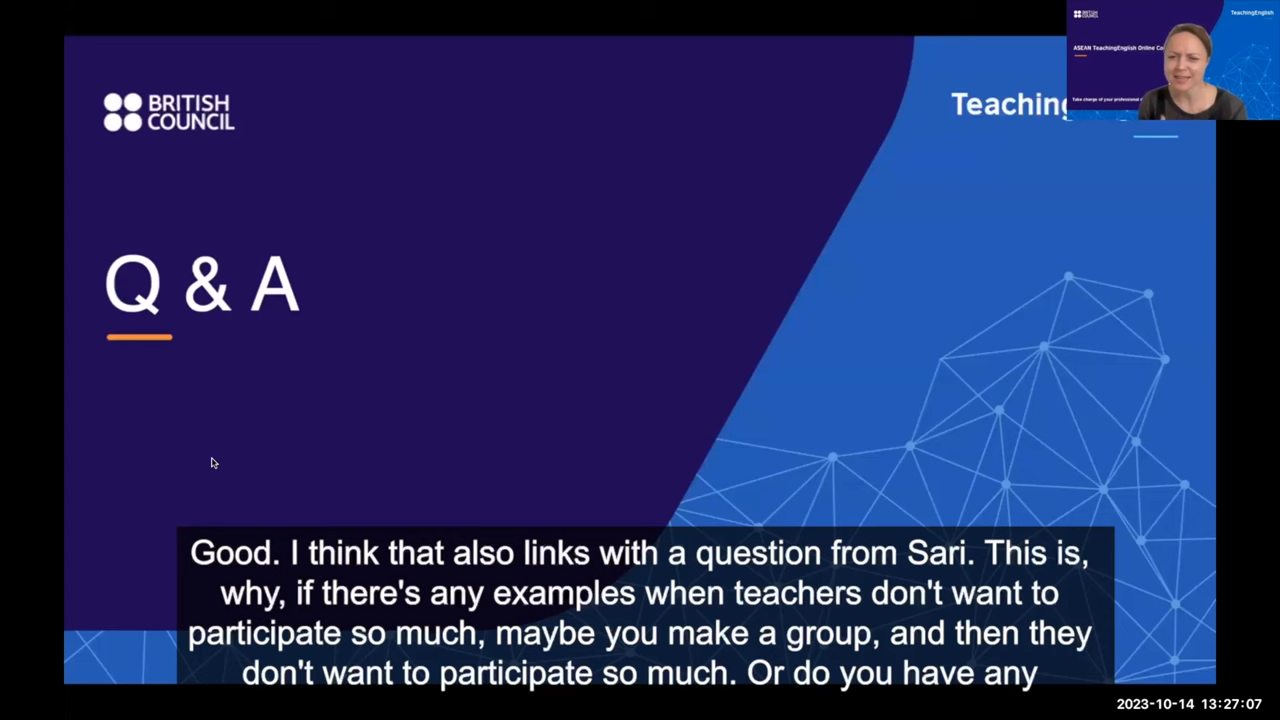 BRITISH
COUNCIL
Teaching
BRITISH
COUNCIL
TeachingEnglish
ASEAN TeachingEnglish Online Co
Take charge of your professional
Q & A
Good. I think that also links with a question from Sari. This is,
why, if there's any examples when teachers don't want to
participate so much, maybe you make a group, and then they
don't want to participate so much. Or do you have any
2023-10-14 13:27:07